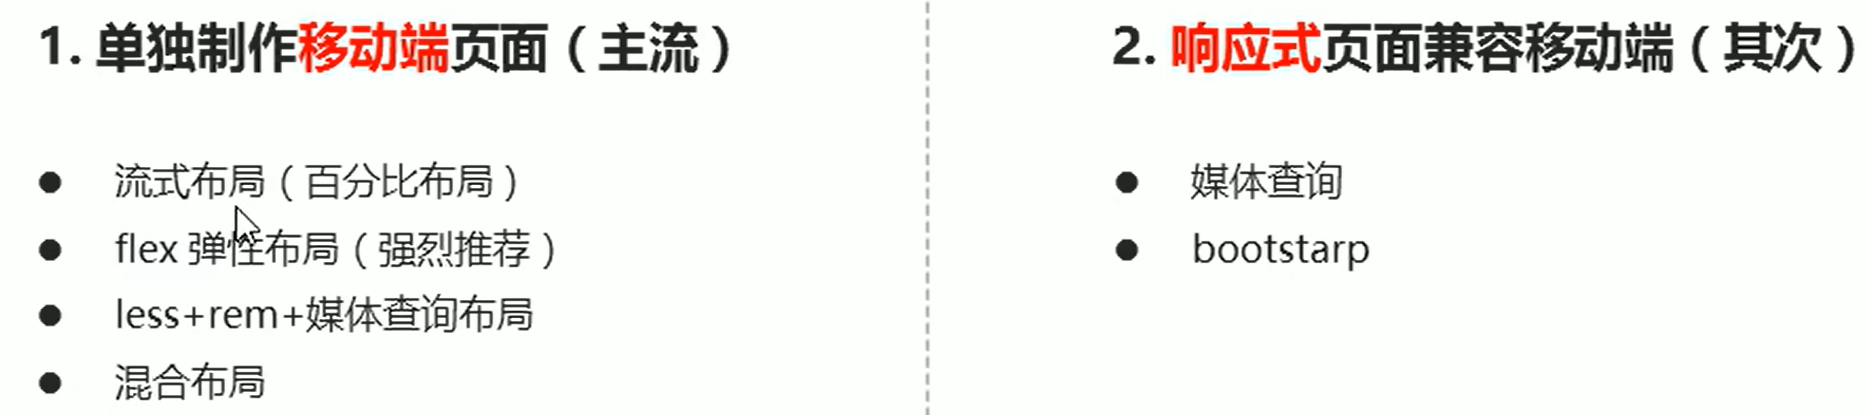 1. 单独制作移动端页面（主流）
流式布局（百分比布局）
flex 弹性布局（强烈推荐）
less+rem+媒体查询布局
混合布局
2. 响应式页面兼容移动端（其次）
媒体查询
bootstarp